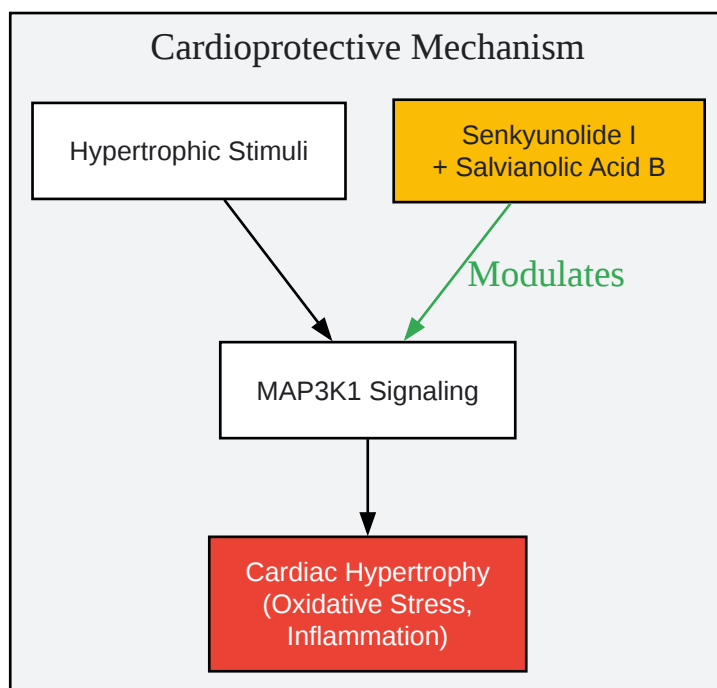 Cardioprotective Mechanism
Hypertrophic Stimuli
Senkyunolide I
+ Salvianolic Acid B
Modulates
MAP3K1 Signaling
Cardiac Hypertrophy
(Oxidative Stress,
Inflammation)